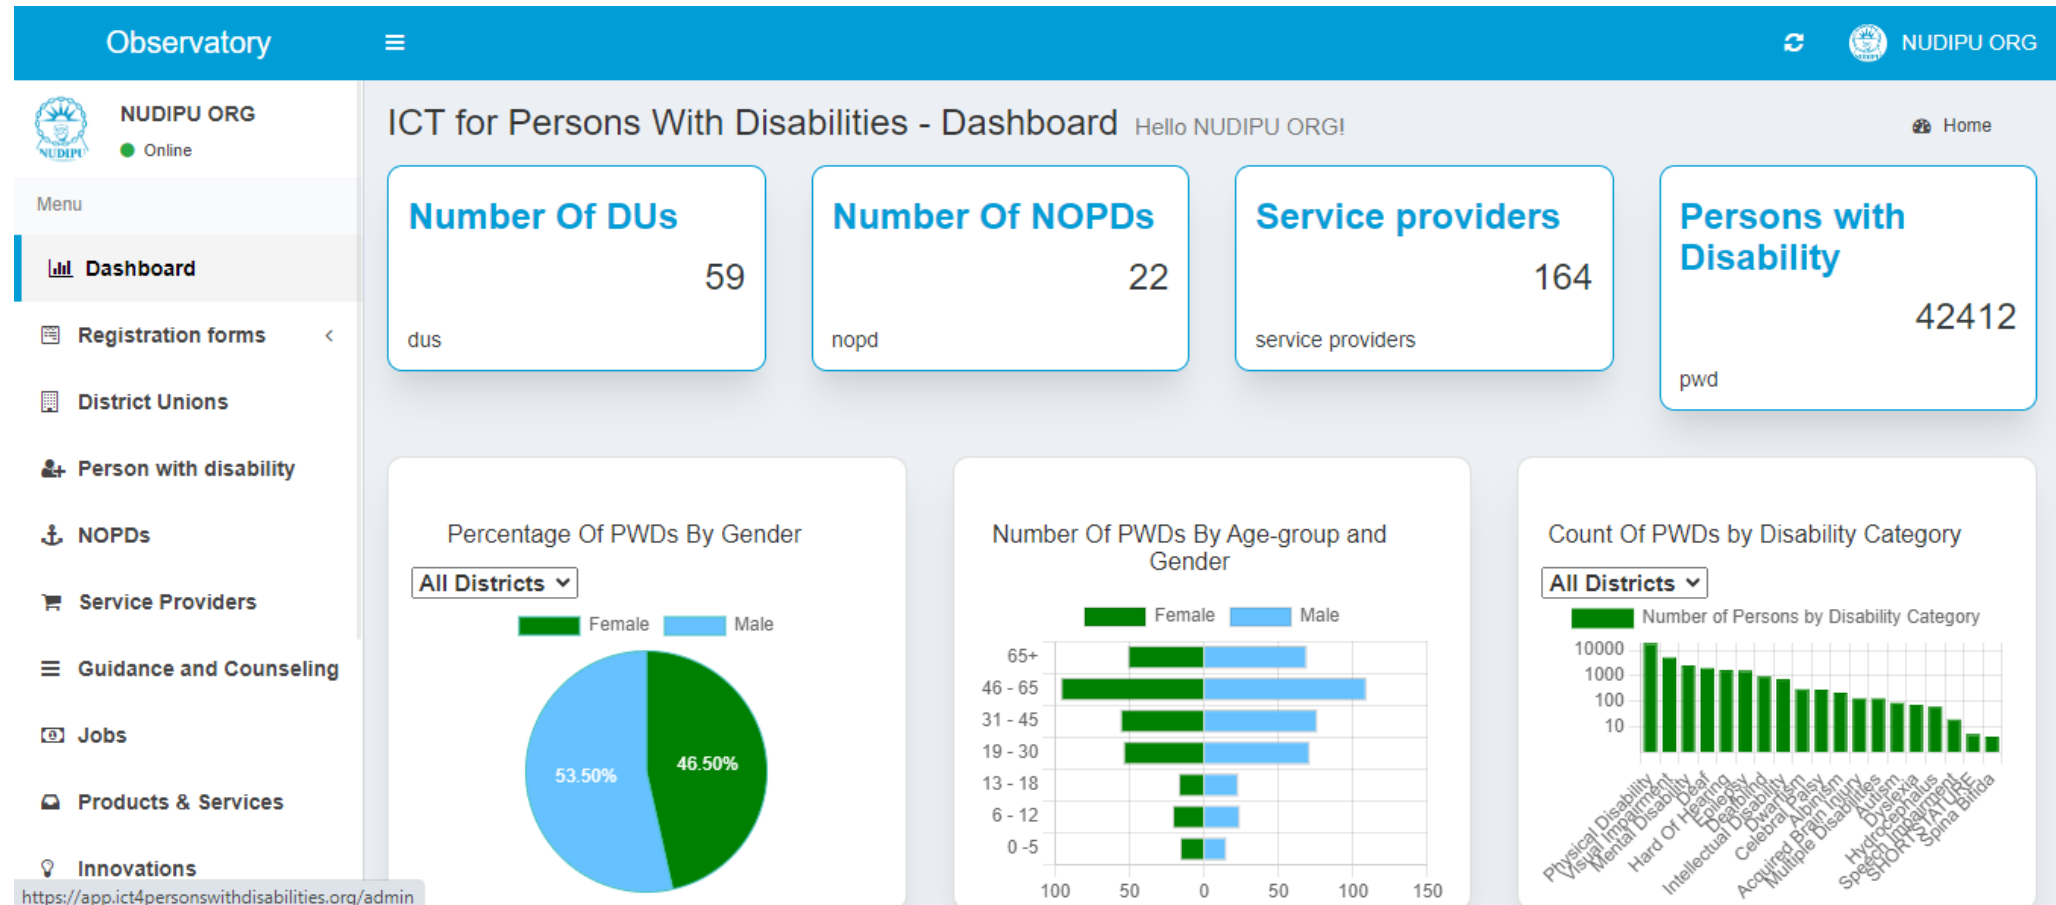 Observatory
NUDIPU ORG
NUDIPU ORG
NUDIPU
Online
Menu
Dashboard
Registration forms
District Unions
Person with disability
NOPDs
Service Providers
Guidance and Counseling
Jobs
Products & Services
Innovations
https://app.ict4personswithdisabilities.org/admin
ICT for Persons With Disabilities - Dashboard Hello NUDIPU ORG!
Home
Number Of DUs
59
dus
Number Of NOPDs
22
nopd
Service providers
164
service providers
Persons with
Disability
42412
pwd
Percentage Of PWDs By Gender
All Districts
Female Male
53.50%
46.50%
Number Of PWDs By Age-group and
Gender
Female Male
65+
46 - 65
31 - 45
19 - 30
13 - 18
6 - 12
0 -5
100 50 0 50 100 150
Count Of PWDs by Disability Category
All Districts
Number of Persons by Disability Category
10000
1000
100
10
Physical Disability
Visual Impairment
Mental Disability
Deaf
Hard Of Hearing
Epilepsy
Deafblind
Intellectual Disability
Dwarfism
Celebral Palsy
Albinism
Acquired Brain Injury
Multiple Disabilities
Autism
Dyslexia
Hydrocephalus
Speech Impairment
SHORT STATURE
Spina Bifida